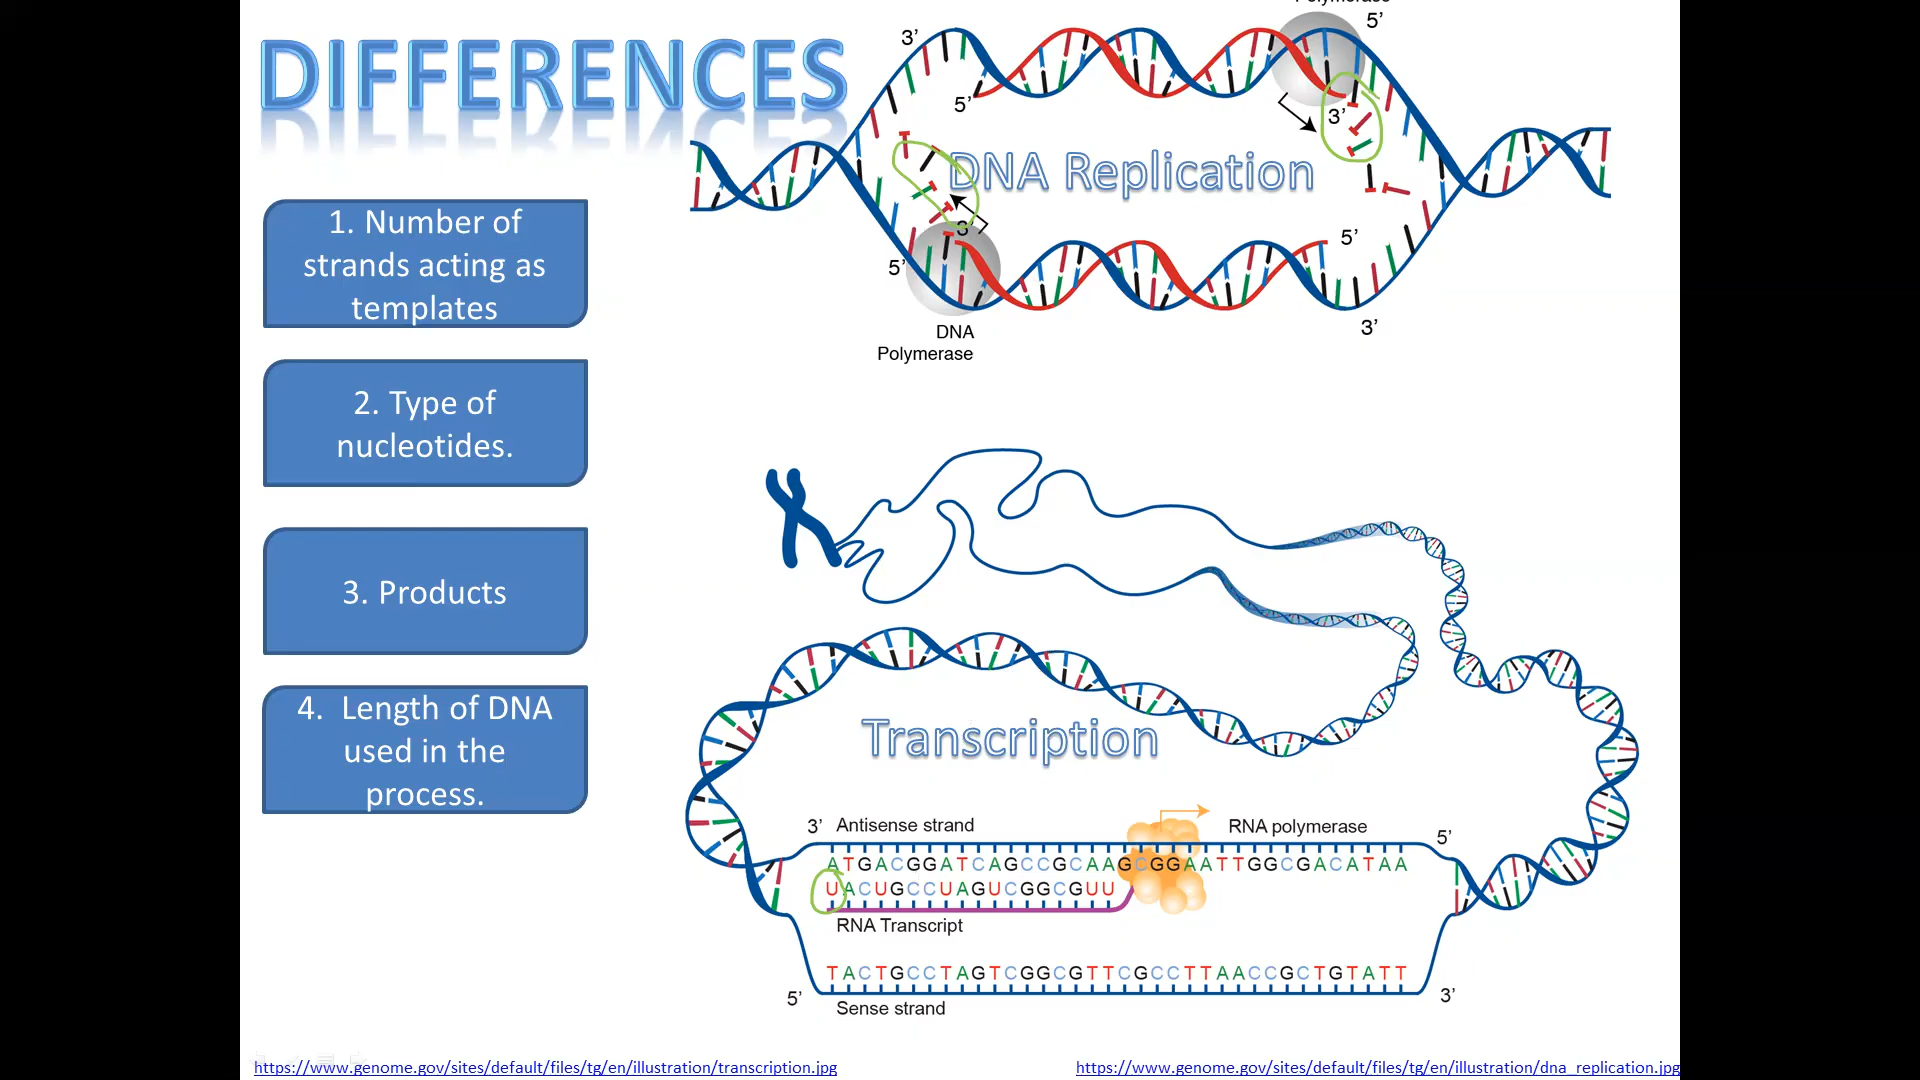 DIFFERENCES
1. Number of
strands acting as
templates
2. Type of
nucleotides.
3. Products
4. Length of DNA
used in the
process.
Polymerase
5’
3’
5’
3’
DNA Replication
3’
5’
5’
3’
DNA
Polymerase
Transcription
3’ Antisense strand
RNA polymerase
5’
ATGACGGATCAGCCGCAAGCGGAATTGGCGACATAA
UACUGCCUAGUCGGCGUU
RNA Transcript
TACTGCCTAGTCGGCGTTCGCCTTAACCGCTGTATT
5’
3’
Sense strand
https://www.genome.gov/sites/default/files/tg/en/illustration/transcription.jpg
https://www.genome.gov/sites/default/files/tg/en/illustration/dna_replication.jpg